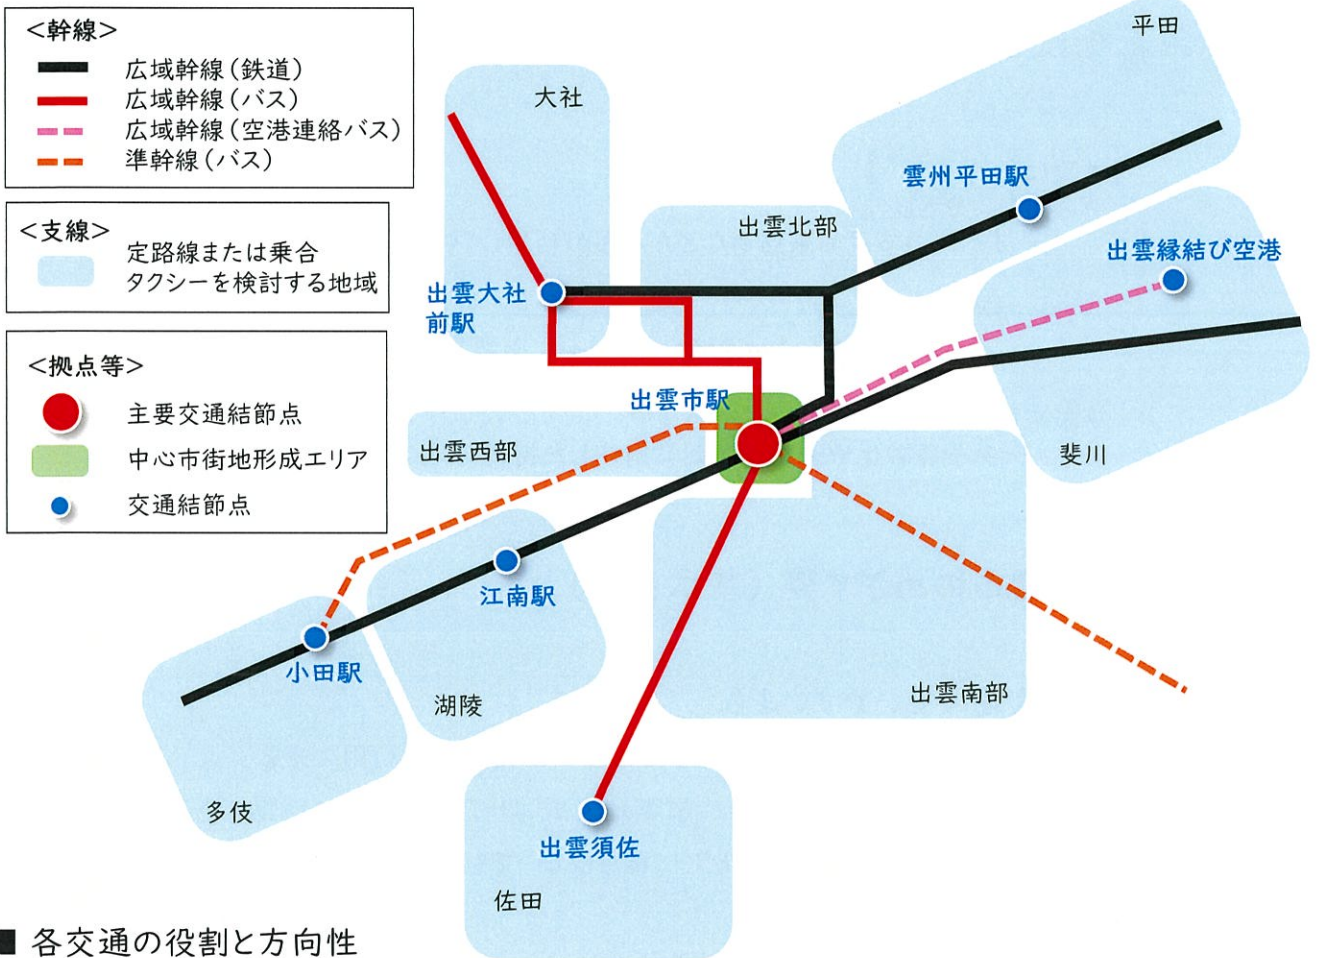 <幹線>
広域幹線(鉄道)
広域幹線(バス)
広域幹線(空港連絡バス)
準幹線(バス)
<支線>
定路線または乗合
タクシーを検討する地域
<拠点等>
主要交通結節点
中心市街地形成エリア
交通結節点
平田
大社
雲州平田駅
出雲北部
出雲縁結び空港
出雲大社
前駅
出雲市駅
出雲西部
斐川
江南駅
小田駅
湖陵
出雲南部
多伎
出雲須佐
佐田
■ 各交通の役割と方向性